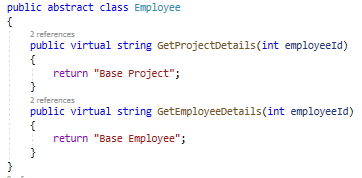 public abstract class Employee
{
2 references
public virtual string GetProjectDetails(int employeeId)
{
return "Base Project";
}
2 references
public virtual string GetEmployeeDetails(int employeeId)
{
return "Base Employee";
}
}